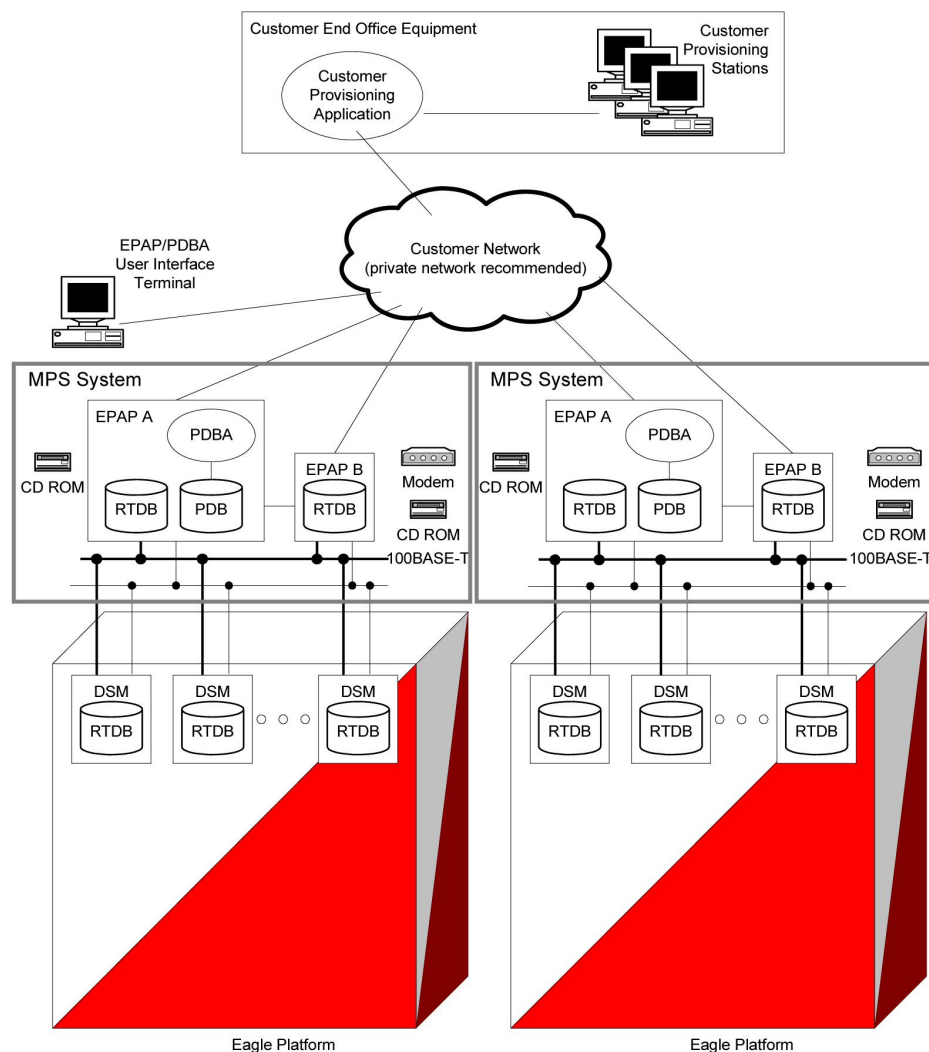 Customer End Office Equipment
Customer
Provisioning
Stations
Customer
Provisioning
Application
Customer Network
(private network recommended)
EPAP/PDBA
User Interface
Terminal
MPS System
EPAP A
PDBA
CD ROM
RTDB
PDB
EPAP B
RTDB
Modem
CD ROM
100BASE-T
MPS System
EPAP A
PDBA
CD ROM
RTDB
PDB
EPAP B
RTDB
Modem
CD ROM
100BASE-T
DSM
RTDB
DSM
RTDB
DSM
RTDB
DSM
RTDB
DSM
RTDB
DSM
RTDB
Eagle Platform
Eagle Platform